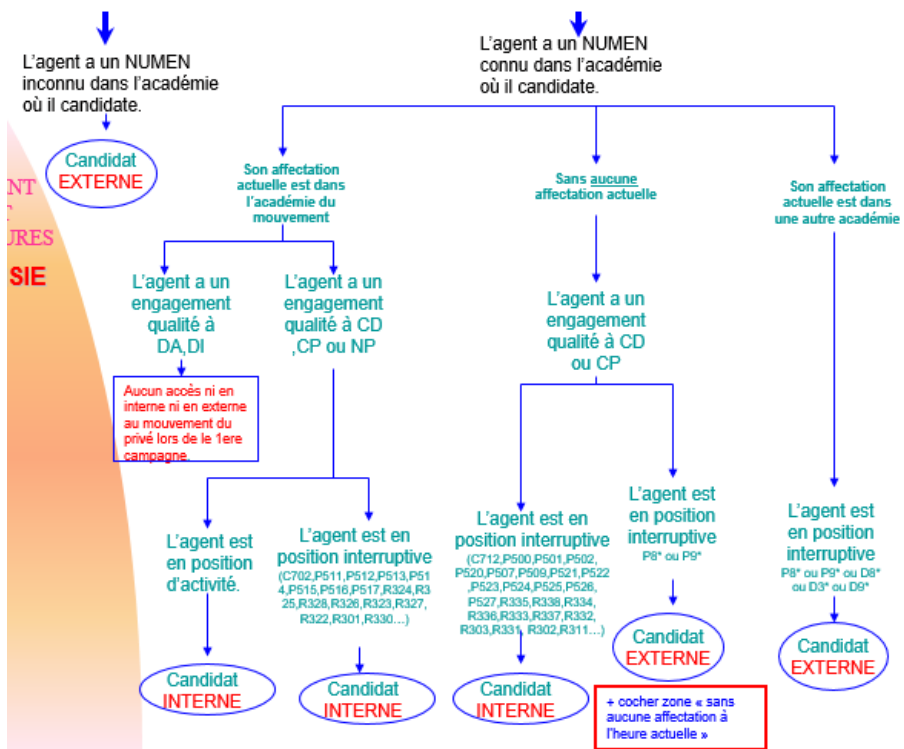 L'agent a un NUMEN
inconnu dans l'académie
où il candidate.
Candidat
EXTERNE
L'agent a un NUMEN
connu dans l'académie
où il candidate.
NT
URES
SIE
Son affectation
actuelle est dans
l'académie du
mouvement
Sans aucune
affectation actuelle
Son affectation
actuelle est dans
une autre académie
L'agent a un
engagement
qualité à
DA,DI
L'agent a un
engagement
qualité à CD
,CP ou NP
L'agent a un
engagement
qualité à CD
ou CP
Aucun accès ni en
interne ni en externe
au mouvement du
privé lors de le 1ere
campagne.
L'agent est
en position
d'activité.
L'agent est en
position interruptive
(C702,P511,P512,P513,P51
4,P515,P516,P517,R324,R3
25,R328,R326,R323,R327,
R322,R301,R330…)
L'agent est en
position interruptive
(C712,P500,P501,P502,
P520,P507,P509,P521,P522
,P523,P524,P525,P526,
P527,R335,R338,R334,
R336,R333,R337,R332,
R303,R331, R302,R311…)
L'agent est
en position
interruptive
P8* ou P9*
L'agent est
en position
interruptive
P8* ou P9* ou D8*
ou D3* ou D9*
Candidat
INTERNE
Candidat
INTERNE
Candidat
INTERNE
Candidat
EXTERNE
Candidat
EXTERNE
+ cocher zone « sans
aucune affectation à
l'heure actuelle »